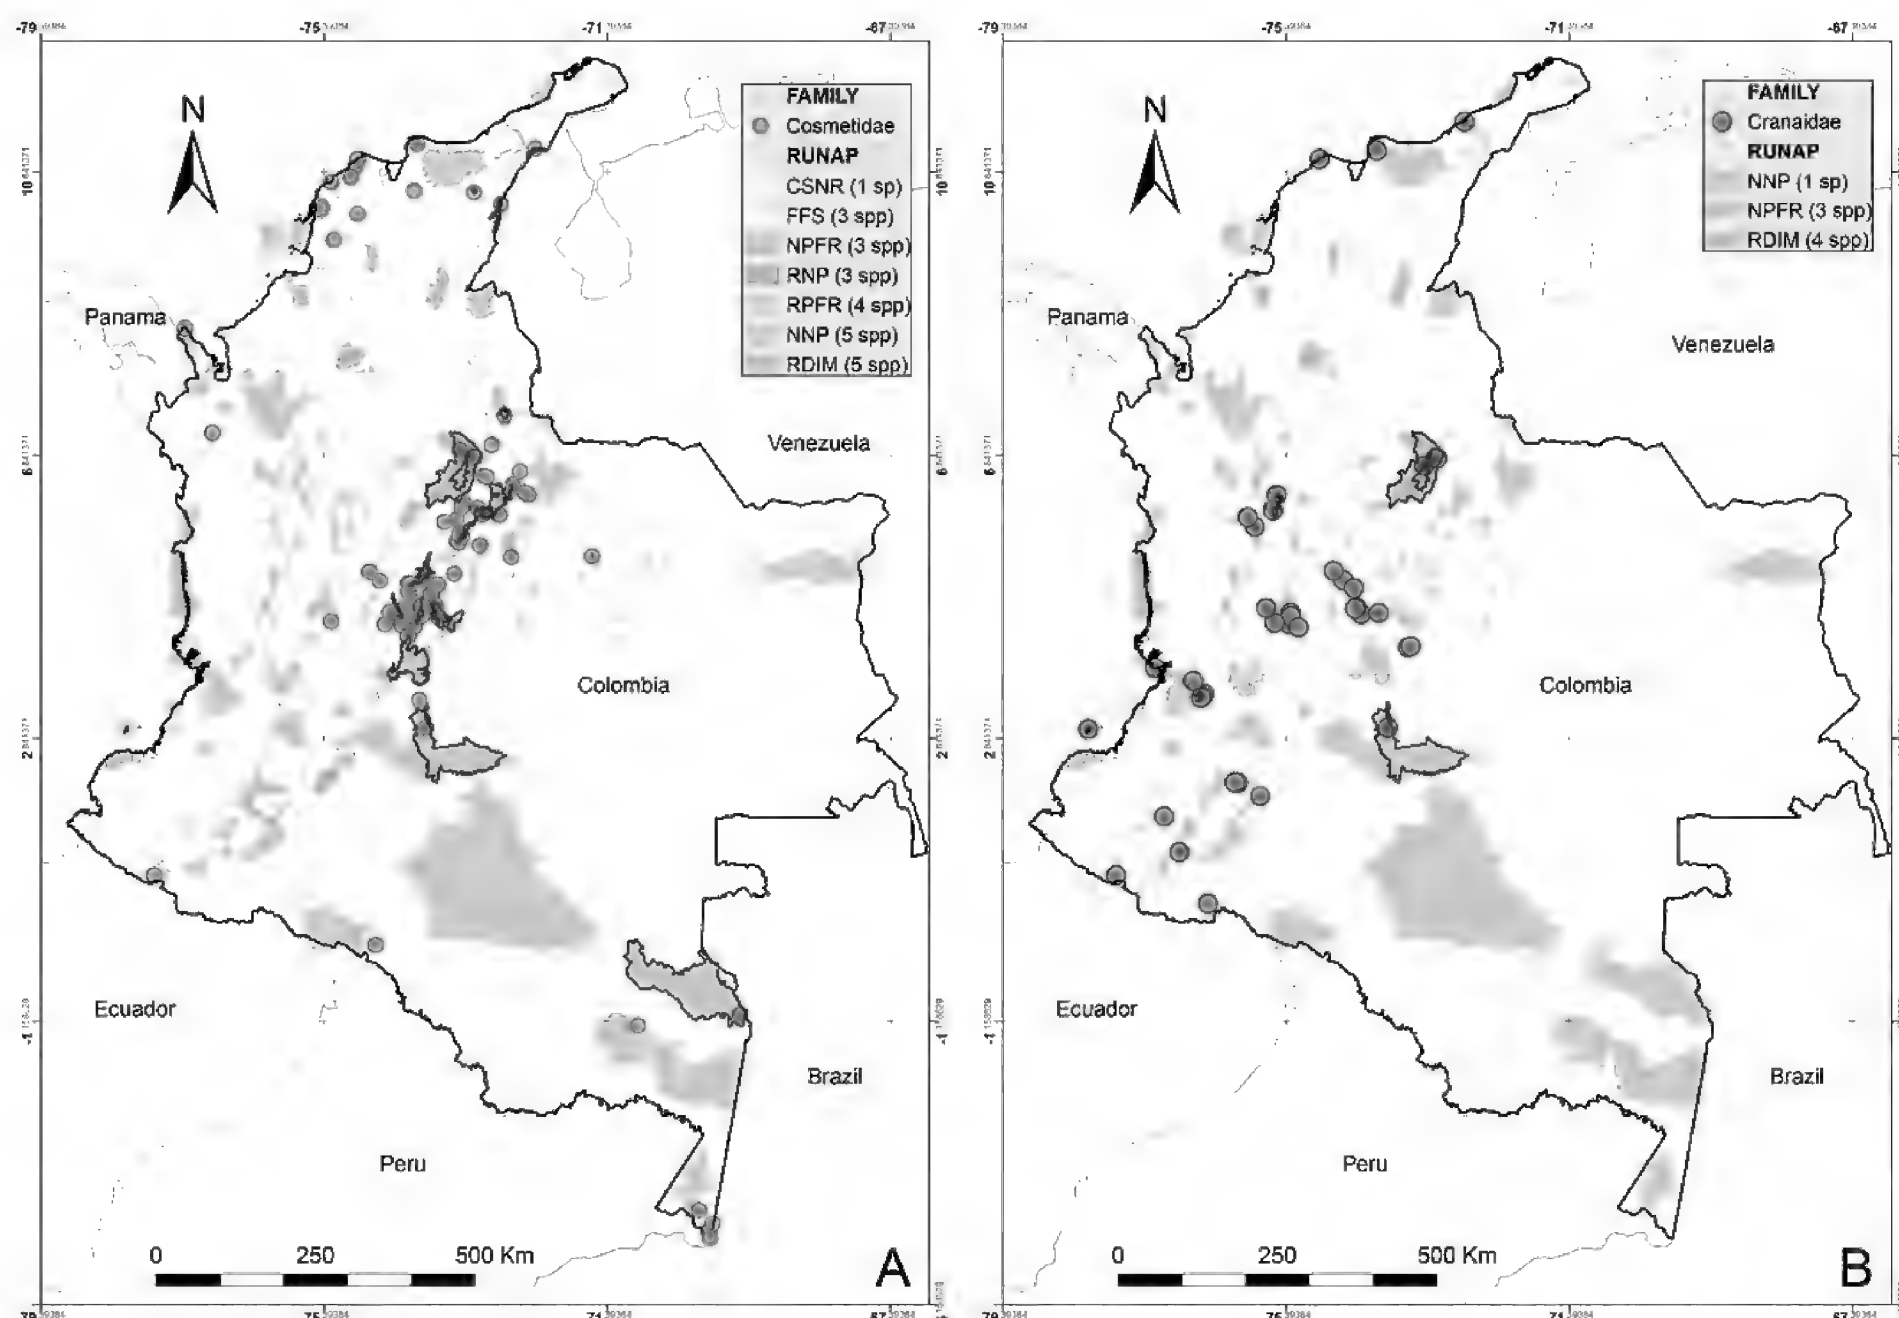 -79 -75 -71 -67
N
FAMILY
Cosmetidae
RUNAP
CSNR (1 sp)
FFS (3 spp)
NPFR (3 spp)
RNP (3 spp)
RPFR (4 spp)
NNP (5 spp)
RDIM (5 spp)
Panama
Venezuela
Colombia
Ecuador
Brazil
Peru
0 250 500 Km
A
-79 -75 -71 -67
N
FAMILY
Cranaidae
RUNAP
NNP (1 sp)
NPFR (3 spp)
RDIM (4 spp)
Panama
Venezuela
Colombia
Ecuador
Brazil
Peru
0 250 500 Km
B